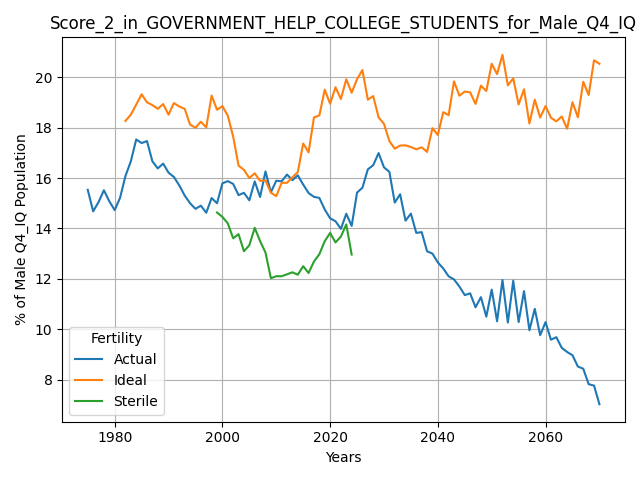 Score_2_in_GOVERNMENT_HELP_COLLEGE_STUDENTS_for_Male_Q4_IQ
% of Male Q4_IQ Population
20
18
16
14
12
10
8
Fertility
Actual
Ideal
Sterile
1980
2000
2020
2040
2060
Years